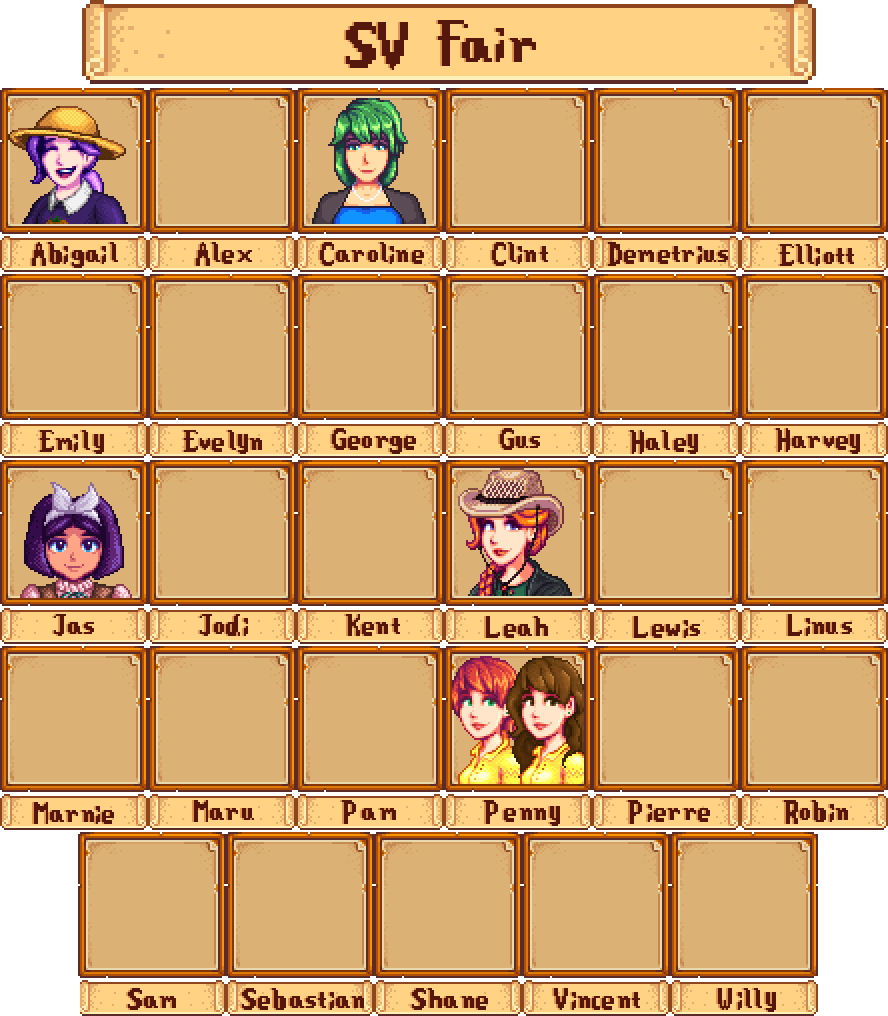 SV Fair
Abigail Alex Caroline Clint Demetrius Elliott
Emily Evelyn George Gus Haley Harvey
Jas Jodi Kent Leah Lewis Linus
Marnie Maru Pam Penny Pierre Robin
Sam Sebastian Shane Vincent Willy